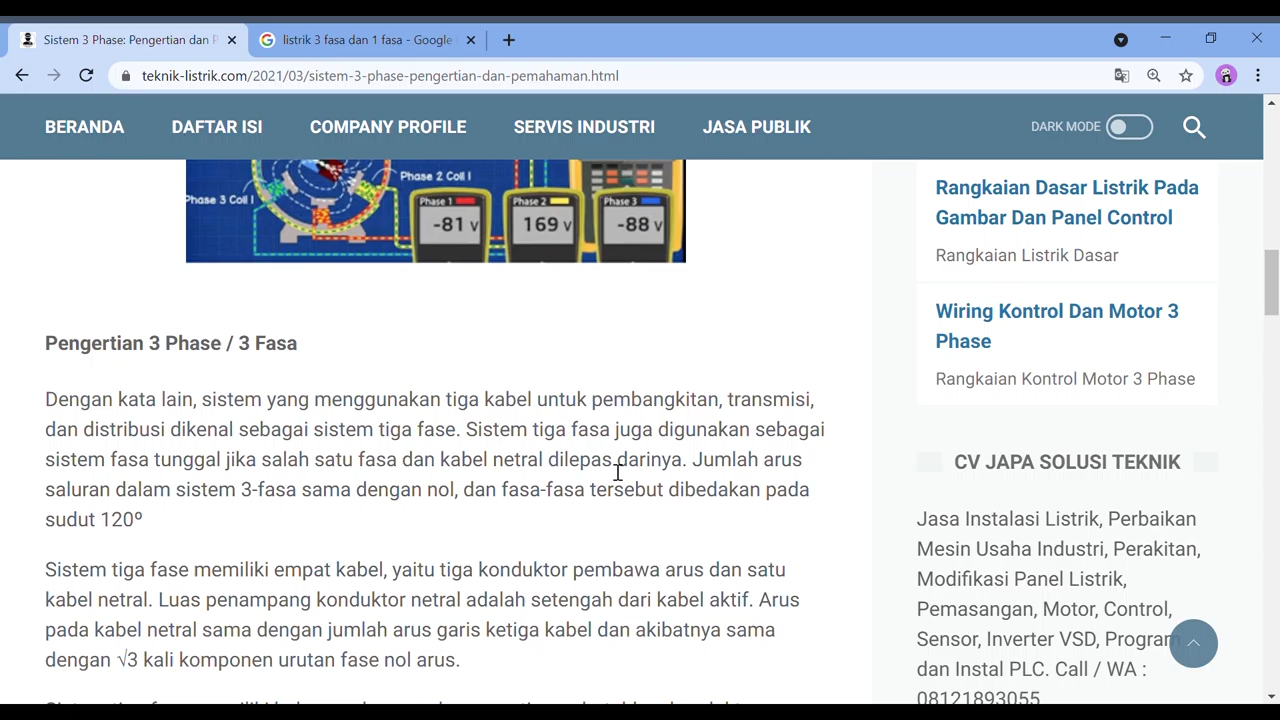 Sistem 3 Phase: Pengertian dan P
listrik 3 fasa dan 1 fasa - Google
teknik-listrik.com/2021/03/sistem-3-phase-pengertian-dan-pemahaman.html
BERANDA DAFTAR ISI COMPANY PROFILE SERVIS INDUSTRI JASA PUBLIK DARK MODE
Phase 2 Coil I
Phase 3 Coil I
Phase 1 Phase 2 Phase 3
-81 v 169 v -88 v
Pengertian 3 Phase / 3 Fasa
Dengan kata lain, sistem yang menggunakan tiga kabel untuk pembangkitan, transmisi,
dan distribusi dikenal sebagai sistem tiga fase. Sistem tiga fasa juga digunakan sebagai
sistem fasa tunggal jika salah satu fasa dan kabel netral dilepas darinya. Jumlah arus
saluran dalam sistem 3-fasa sama dengan nol, dan fasa-fasa tersebut dibedakan pada
sudut 120º
Sistem tiga fase memiliki empat kabel, yaitu tiga konduktor pembawa arus dan satu
kabel netral. Luas penampang konduktor netral adalah setengah dari kabel aktif. Arus
pada kabel netral sama dengan jumlah arus garis ketiga kabel dan akibatnya sama
dengan √3 kali komponen urutan fase nol arus.
Rangkaian Dasar Listrik Pada
Gambar Dan Panel Control
Rangkaian Listrik Dasar
Wiring Kontrol Dan Motor 3
Phase
Rangkaian Kontrol Motor 3 Phase
CV JAPA SOLUSI TEKNIK
Jasa Instalasi Listrik, Perbaikan
Mesin Usaha Industri, Perakitan,
Modifikasi Panel Listrik,
Pemasangan, Motor, Control,
Sensor, Inverter VSD, Program
dan Instal PLC. Call / WA :
08121893055